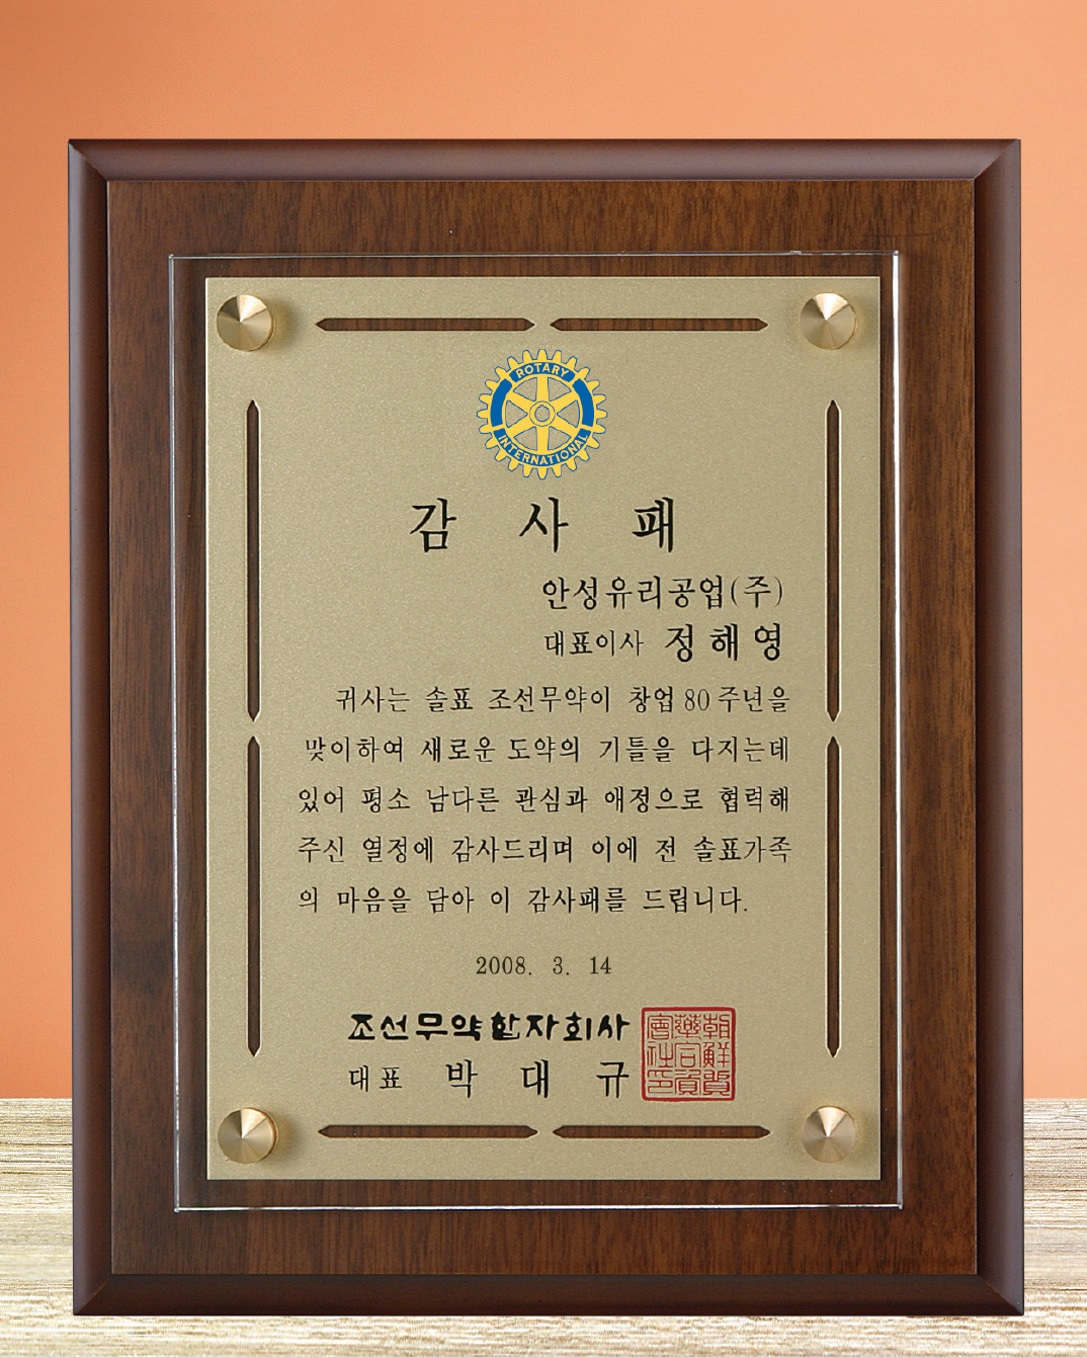 ROTARY
INTERNATIONAL
감 사 패
안성유리공업(주)
대표이사 정해영
귀사는 솔표 조선무약이 창업 80 주년을
맞이하여 새로운 도약의 기틀을 다지는데
있어 평소 남다른 관심과 애정으로 협력해
주신 열정에 감사드리며 이에 전 솔표가족
의 마음을 담아 이 감사패를 드립니다.
2008. 3. 14
조선무약합자회사
대표 박 대 규